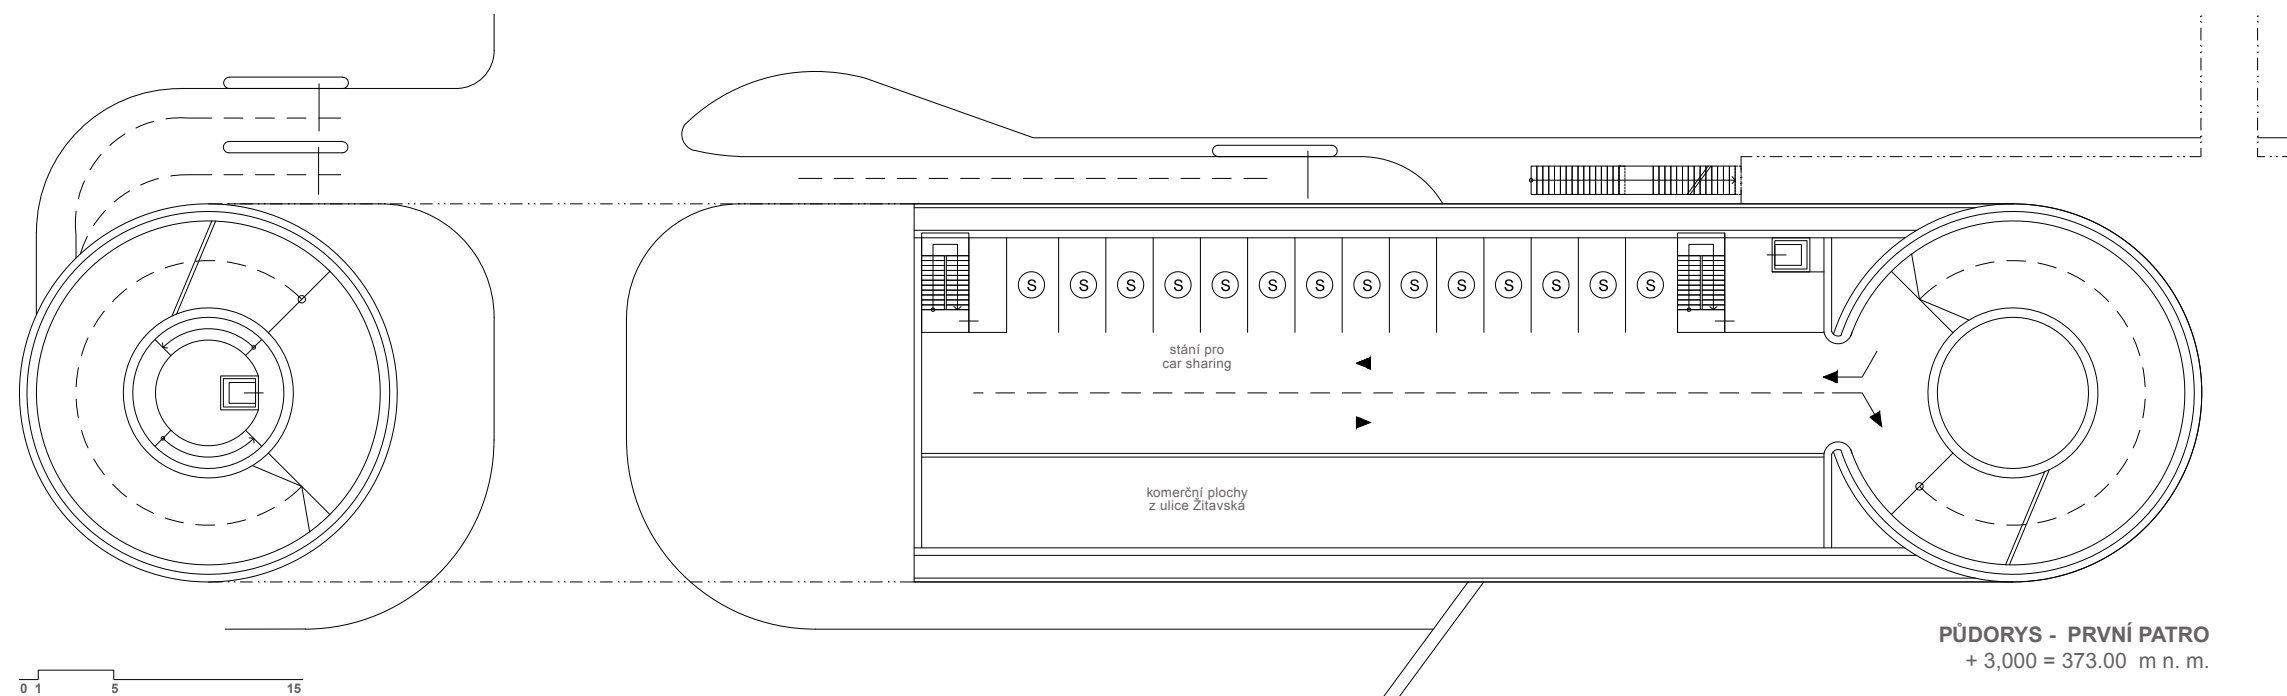 S S S S S S S S S S S S S S
stání pro
car sharing
komerční plochy
z ulice Žitavská
PŮDORYS - PRVNÍ PATRO
+ 3,000 = 373.00 m n. m.
0 1 5 15